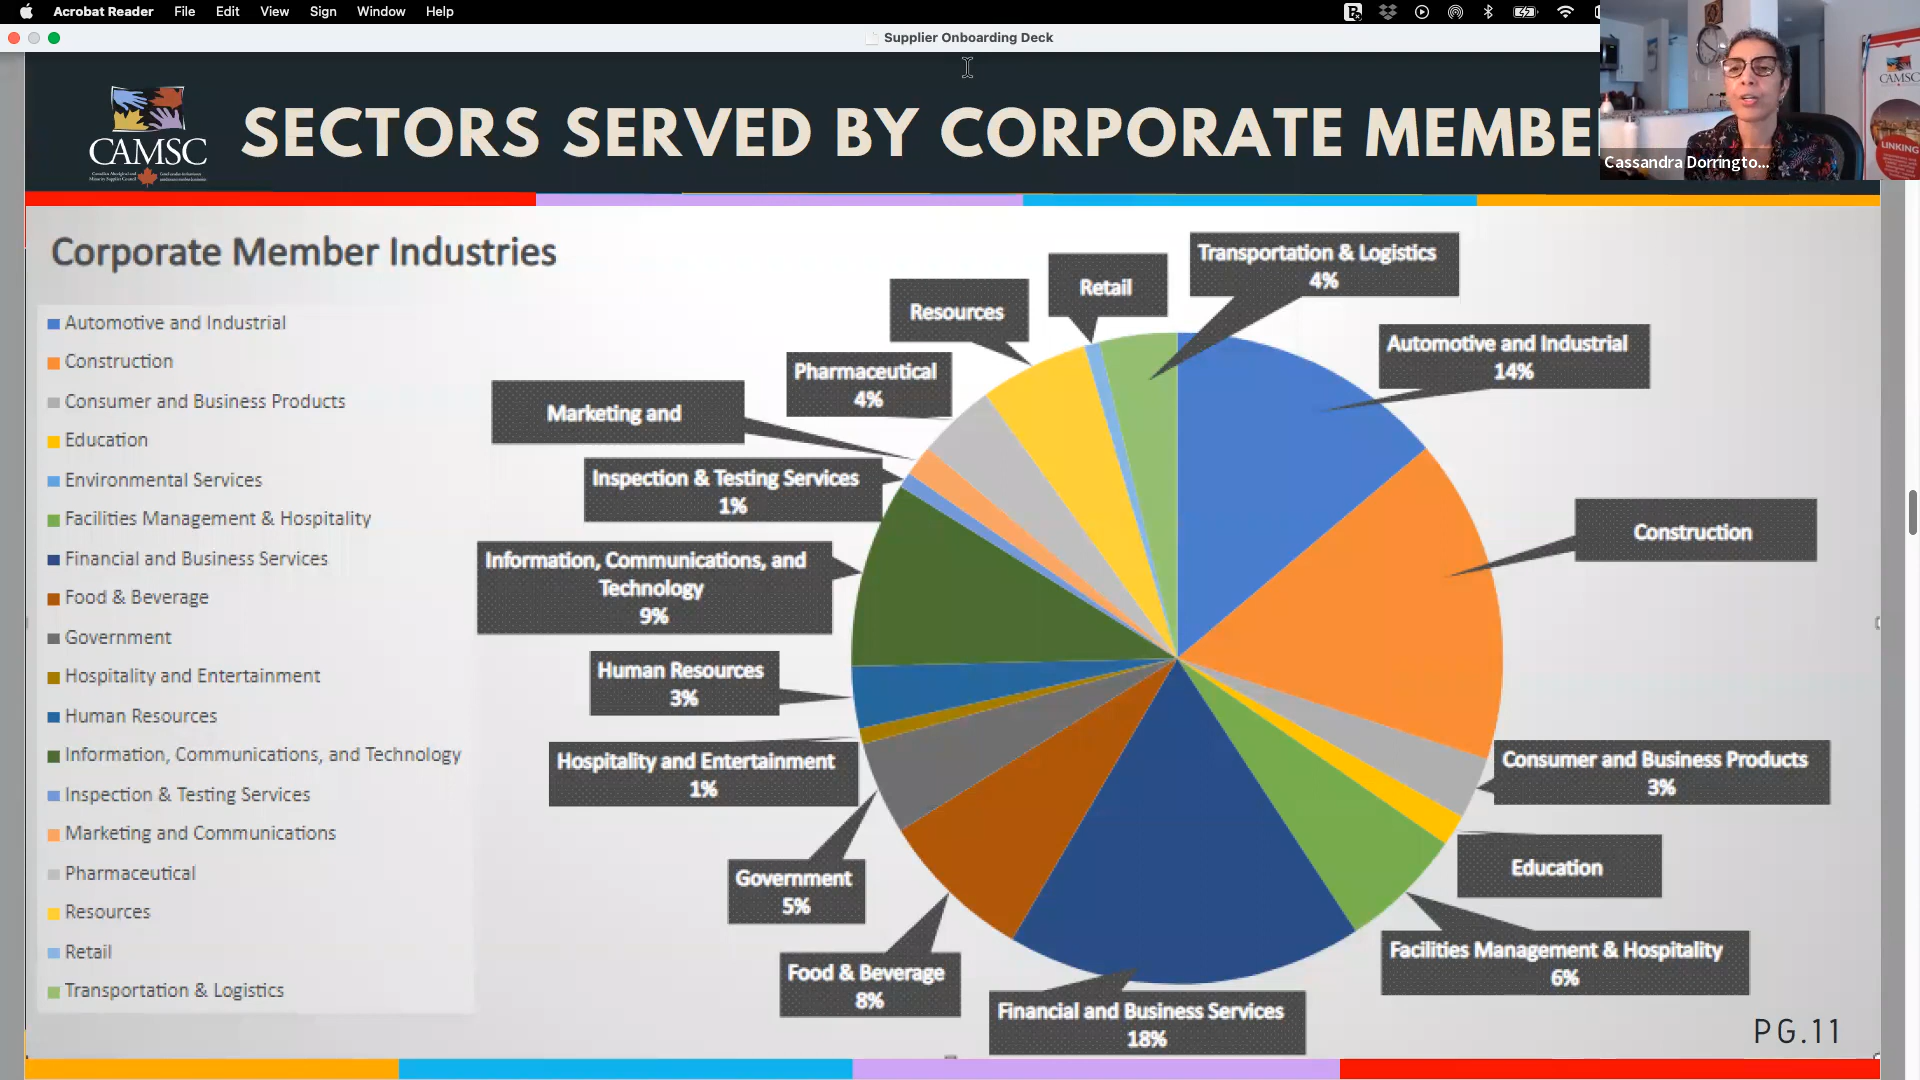 Acrobat Reader File Edit View Sign Window Help
Supplier Onboarding Deck
CAMSC
SECTORS SERVED BY CORPORATE MEMBE
CAMSC
LINKING
Cassandra Dorringto...
Corporate Member Industries
Automotive and Industrial
Construction
Consumer and Business Products
Education
Environmental Services
Facilities Management & Hospitality
Financial and Business Services
Food & Beverage
Government
Hospitality and Entertainment
Human Resources
Information, Communications, and Technology
Inspection & Testing Services
Marketing and Communications
Pharmaceutical
Resources
Retail
Transportation & Logistics
Transportation & Logistics
4%
Retail
Resources
Automotive and Industrial
14%
Pharmaceutical
4%
Marketing and
Inspection & Testing Services
1%
Construction
Information, Communications, and
Technology
9%
Human Resources
3%
Hospitality and Entertainment
1%
Consumer and Business Products
3%
Education
Government
5%
Facilities Management & Hospitality
6%
Food & Beverage
8%
Financial and Business Services
18%
PG.11